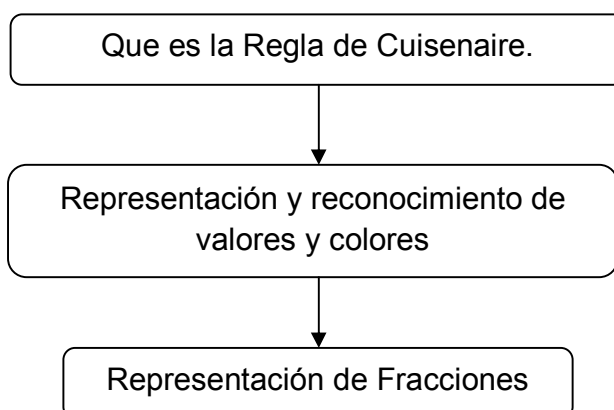 Que es la Regla de Cuisenaire.
Representación y reconocimiento de
valores y colores
Representación de Fracciones